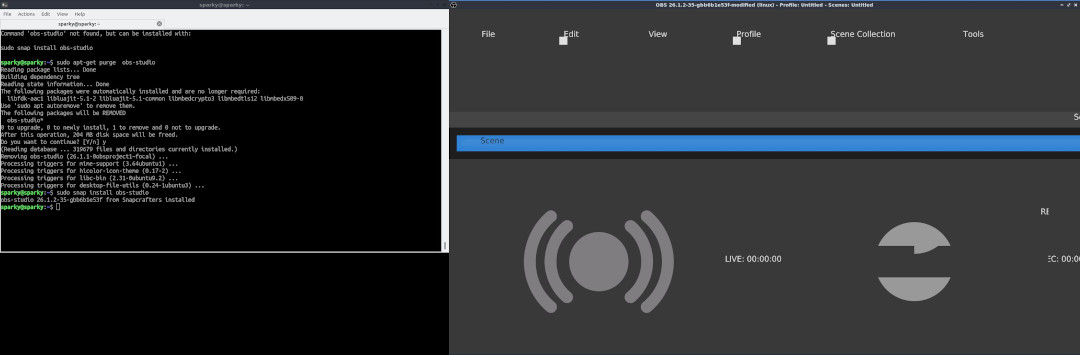 sparky@sparky: ~
File Actions Edit View Help
sparky@sparky: ~
Command 'obs-studio' not found, but can be installed with:
sudo snap install obs-studio
sparky@sparky:~$ sudo apt-get purge  obs-studio
Reading package lists... Done
Building dependency tree
Reading state information... Done
The following packages were automatically installed and are no longer required:
  libfdk-aac1 libluajit-5.1-2 libluajit-5.1-common libmbedcrypto3 libmbedtls12 libmbedx509-0
Use 'sudo apt autoremove' to remove them.
The following packages will be REMOVED
  obs-studio*
0 to upgrade, 0 to newly install, 1 to remove and 0 not to upgrade.
After this operation, 204 MB disk space will be freed.
Do you want to continue? [Y/n] y
(Reading database ... 319679 files and directories currently installed.)
Removing obs-studio (26.1.1-0obsproject1~focal) ...
Processing triggers for mime-support (3.64ubuntu1) ...
Processing triggers for hicolor-icon-theme (0.17-2) ...
Processing triggers for libc-bin (2.31-0ubuntu9.2) ...
Processing triggers for desktop-file-utils (0.24-1ubuntu3) ...
sparky@sparky:~$ sudo snap install obs-studio
obs-studio 26.1.2-35-gbb6b1e53f from Snapcrafters installed
sparky@sparky:~$
OBS 26.1.2-35-gbb6b1e53f-modified (linux) - Profile: Untitled - Scenes: Untitled
File Edit View Profile Scene Collection Tools
Sc
Scene
LIVE: 00:00:00
RE
EC: 00:00